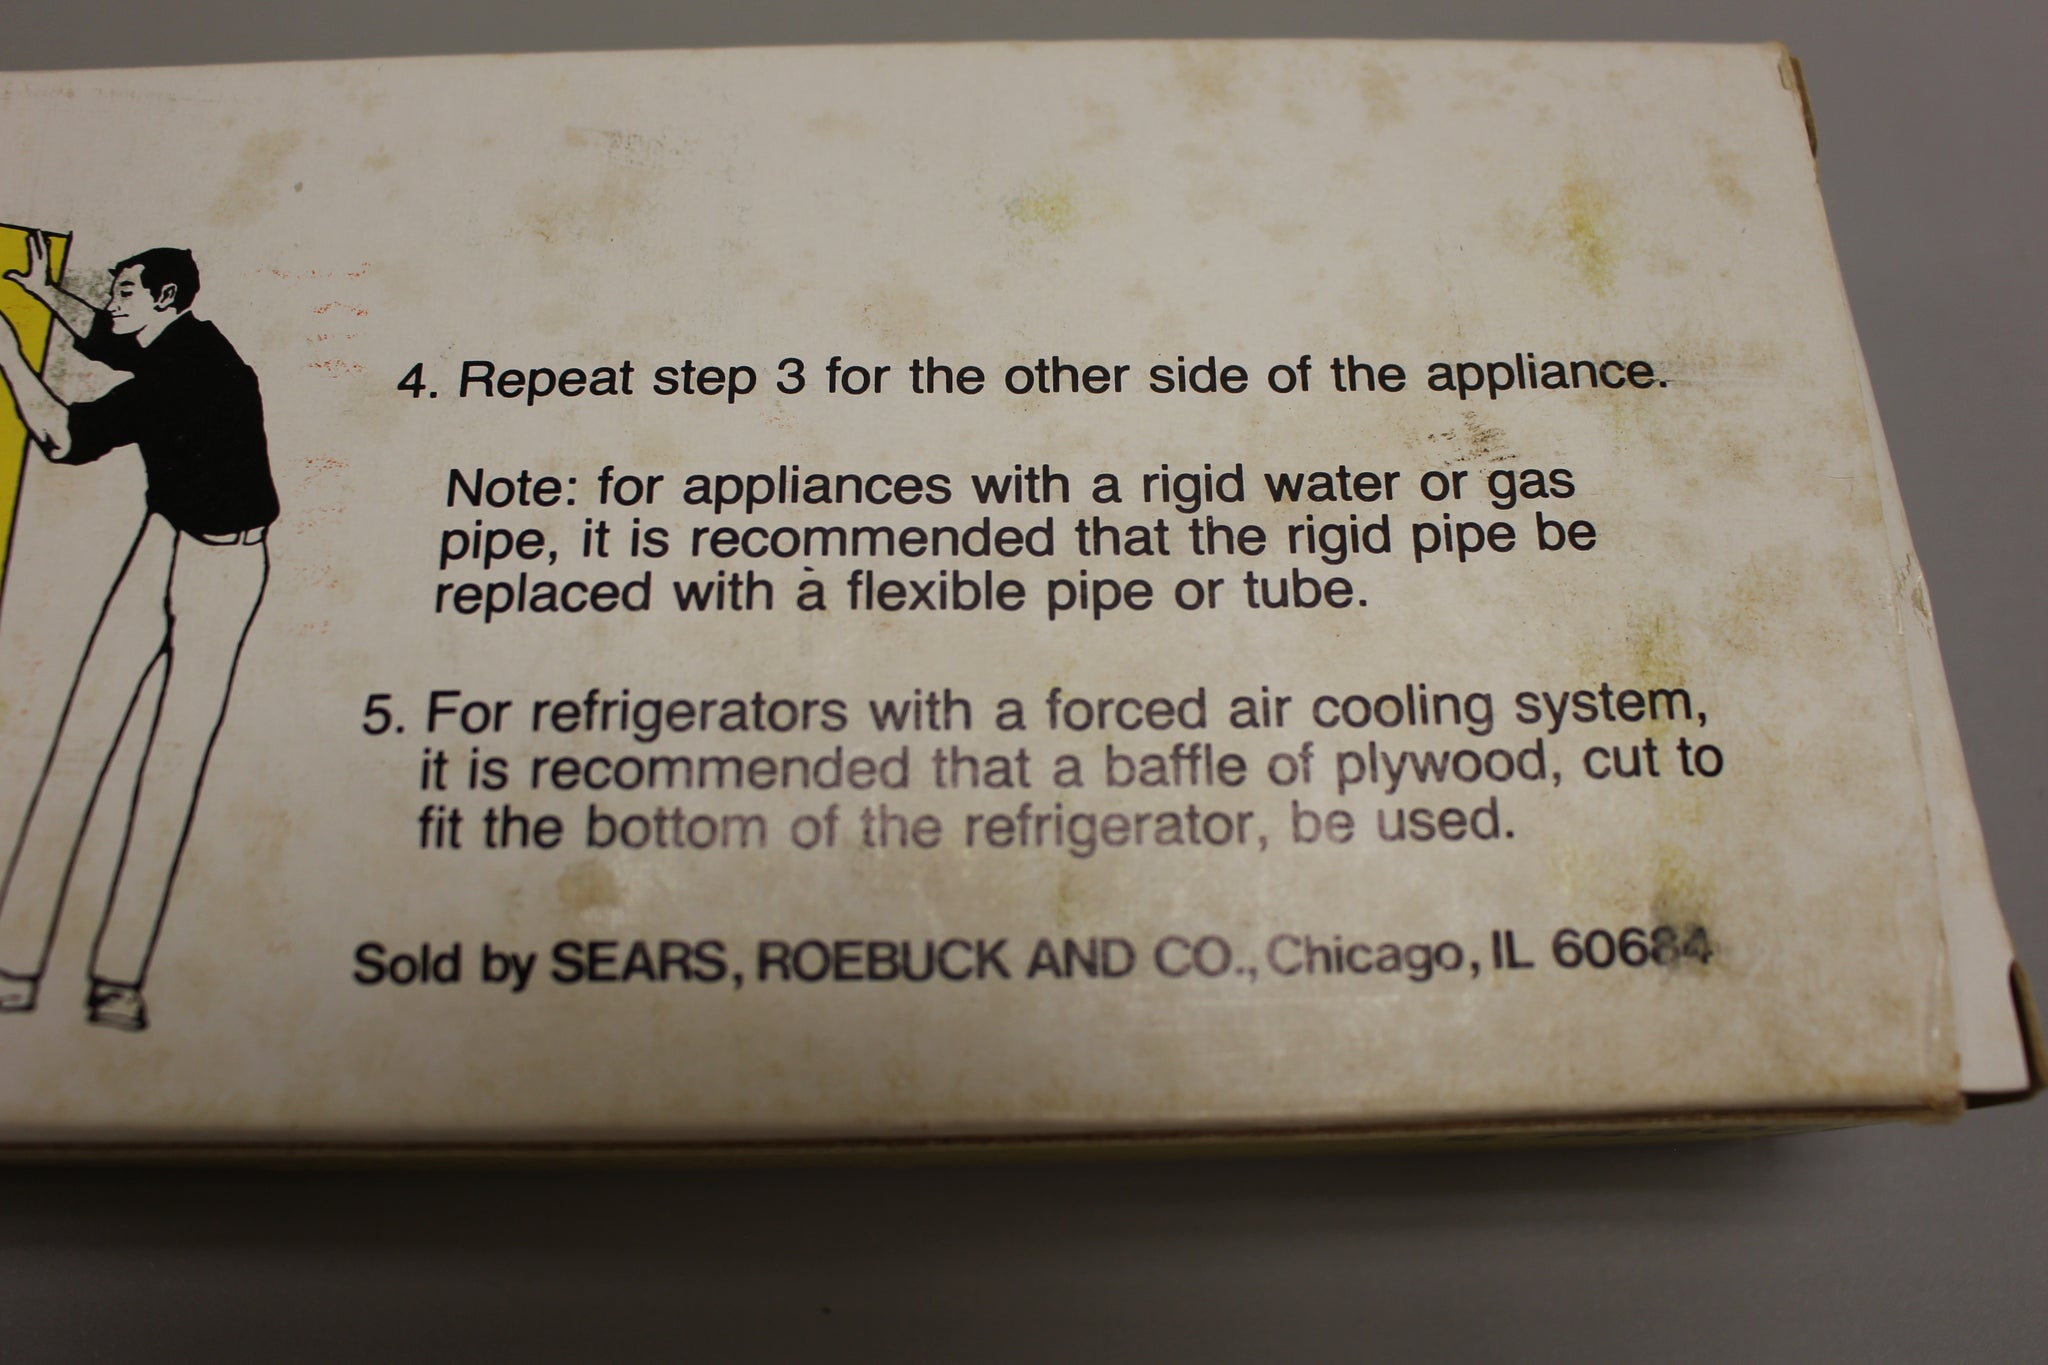 4. Repeat step 3 for the other side of the appliance.
Note: for appliances with a rigid water or gas
pipe, it is recommended that the rigid pipe be
replaced with a flexible pipe or tube.
5. For refrigerators with a forced air cooling system,
it is recommended that a baffle of plywood, cut to
fit the bottom of the refrigerator, be used.
Sold by SEARS, ROEBUCK AND CO., Chicago, IL 60684